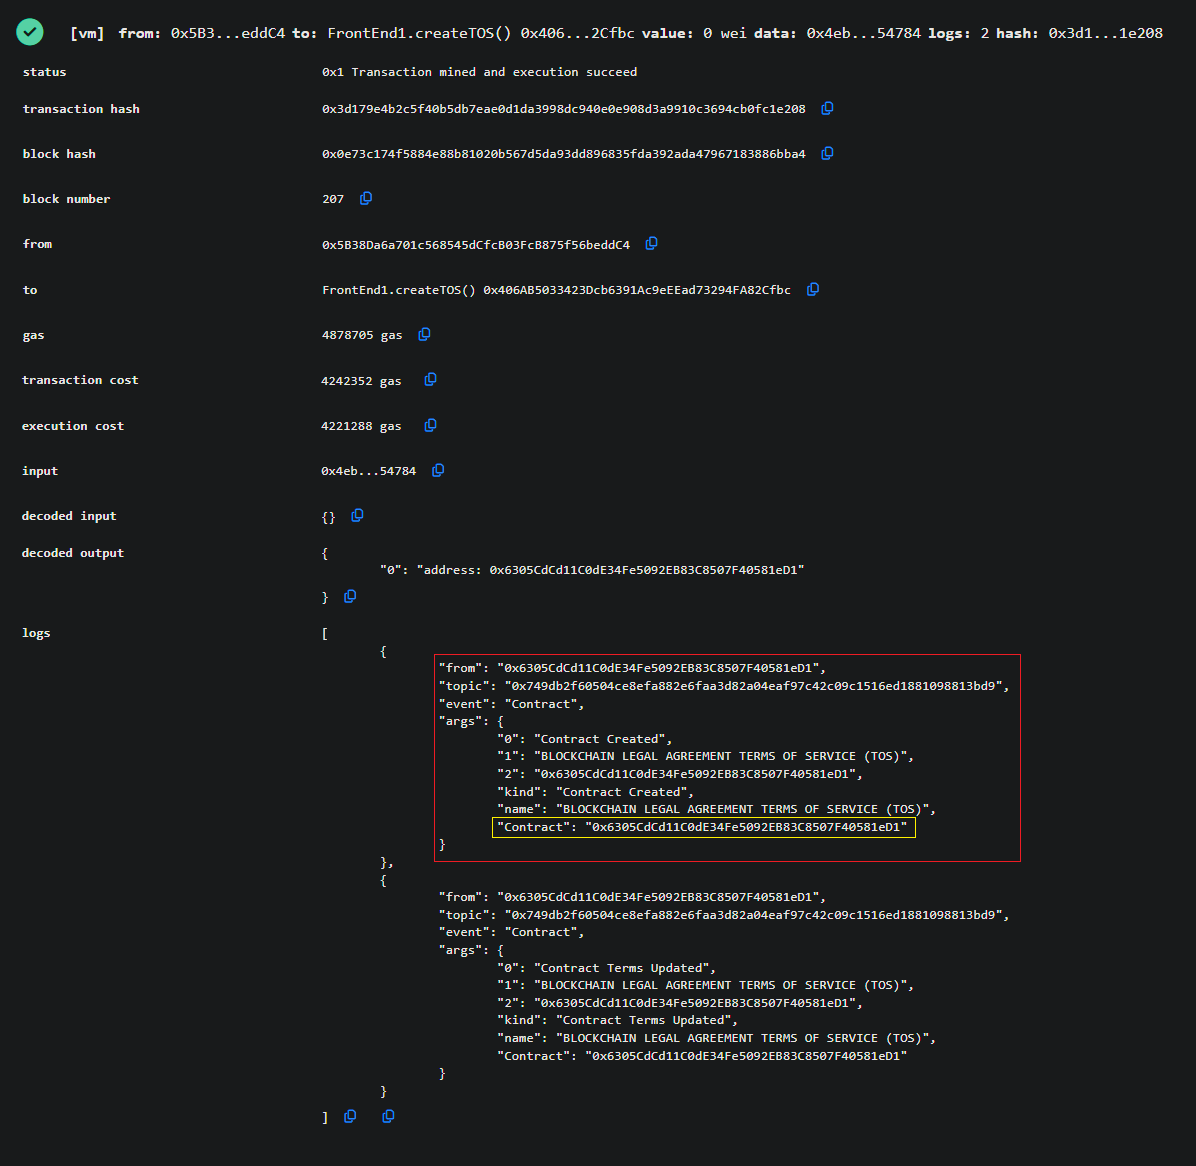 [vm] from: 0x5B3...eddC4 to: FrontEnd1.createTOS() 0x406...2Cfbc value: 0 wei data: 0x4eb...54784 logs: 2 hash: 0x3d1...1e208
status 0x1 Transaction mined and execution succeed
transaction hash 0x3d179e4b2c5f40b5db7eae0d1da3998dc940e0e908d3a9910c3694cb0fc1e208
block hash 0x0e73c174f5884e88b81020b567d5da93dd896835fda392ada47967183886bba4
block number 207
from 0x5B38Da6a701c568545dCfcB03FcB875f56beddC4
to FrontEnd1.createTOS() 0x406AB5033423Dcb6391Ac9eEEad73294FA82Cfbc
gas 4878705 gas
transaction cost 4242352 gas
execution cost 4221288 gas
input 0x4eb...54784
decoded input {}
decoded output {
"0": "address: 0x6305CdCd11C0dE34Fe5092EB83C8507F40581eD1"
}
logs [
{
"from": "0x6305CdCd11C0dE34Fe5092EB83C8507F40581eD1",
"topic": "0x749db2f60504ce8efa882e6faa3d82a04eaf97c42c09c1516ed1881098813bd9",
"event": "Contract",
"args": {
"0": "Contract Created",
"1": "BLOCKCHAIN LEGAL AGREEMENT TERMS OF SERVICE (TOS)",
"2": "0x6305CdCd11C0dE34Fe5092EB83C8507F40581eD1",
"kind": "Contract Created",
"name": "BLOCKCHAIN LEGAL AGREEMENT TERMS OF SERVICE (TOS)",
"Contract": "0x6305CdCd11C0dE34Fe5092EB83C8507F40581eD1"
}
},
{
"from": "0x6305CdCd11C0dE34Fe5092EB83C8507F40581eD1",
"topic": "0x749db2f60504ce8efa882e6faa3d82a04eaf97c42c09c1516ed1881098813bd9",
"event": "Contract",
"args": {
"0": "Contract Terms Updated",
"1": "BLOCKCHAIN LEGAL AGREEMENT TERMS OF SERVICE (TOS)",
"2": "0x6305CdCd11C0dE34Fe5092EB83C8507F40581eD1",
"kind": "Contract Terms Updated",
"name": "BLOCKCHAIN LEGAL AGREEMENT TERMS OF SERVICE (TOS)",
"Contract": "0x6305CdCd11C0dE34Fe5092EB83C8507F40581eD1"
}
}
]